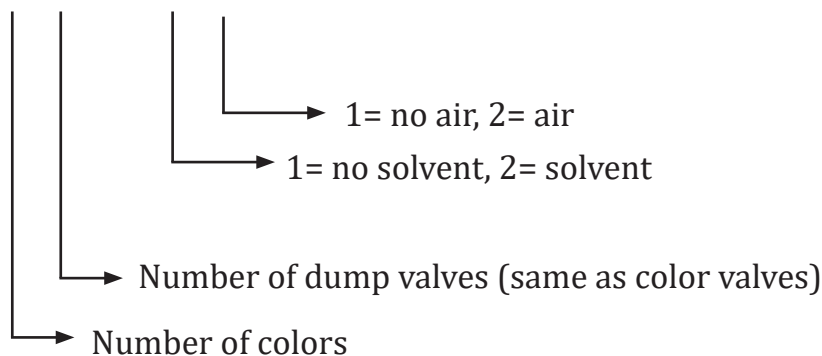 1= no air, 2= air
1= no solvent, 2= solvent
Number of dump valves (same as color valves)
Number of colors